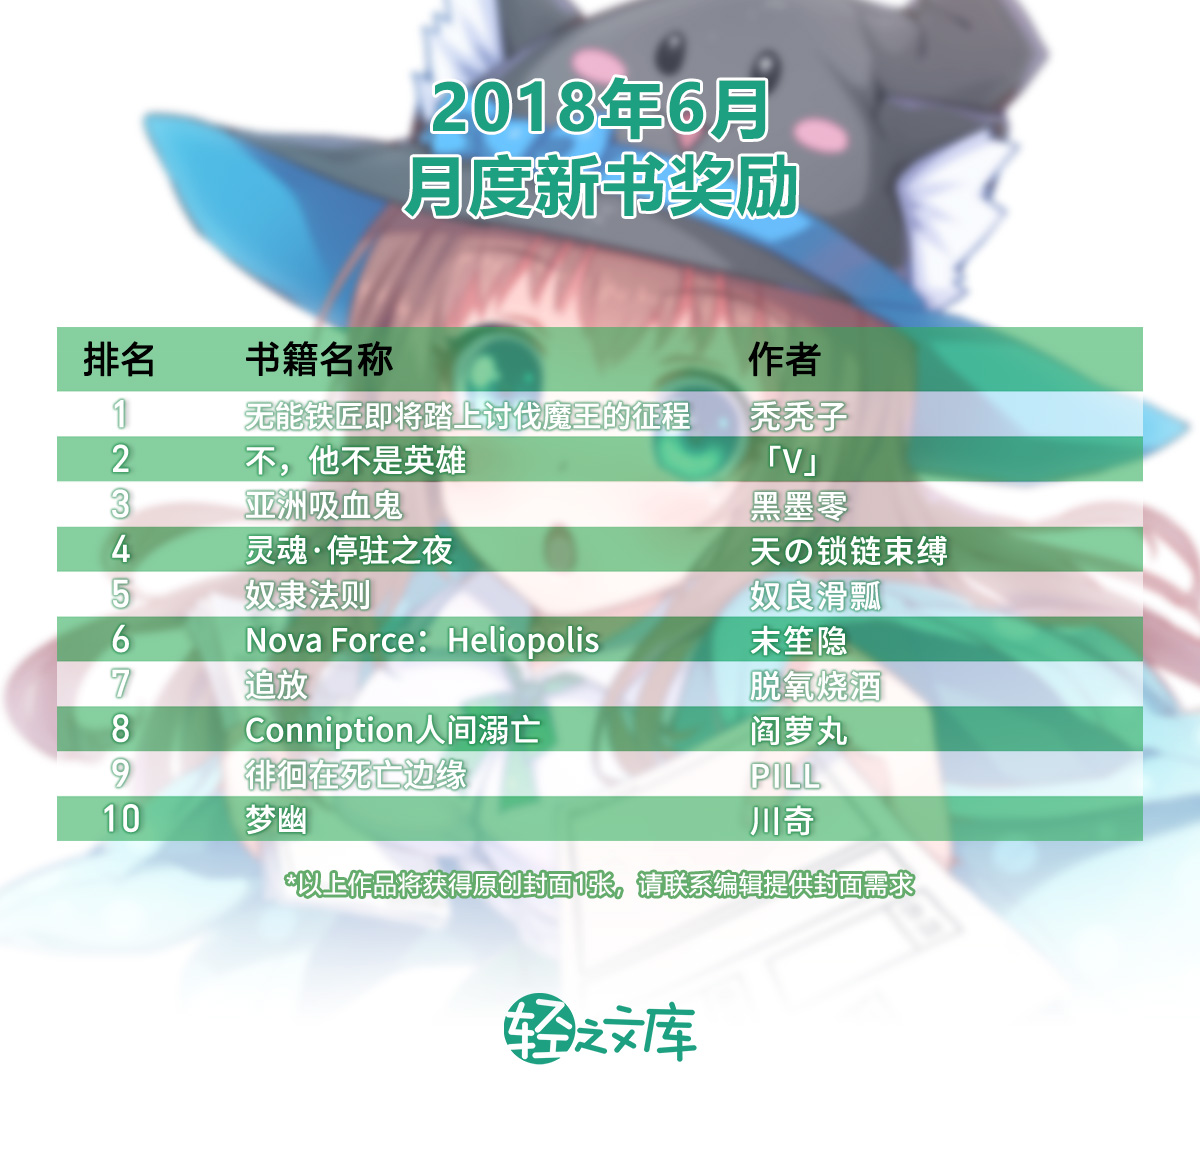 2018年6月
月度新书奖励
排名 书籍名称 作者
1 无能铁匠即将踏上讨伐魔王的征程 秃秃子
2 不，他不是英雄 「V」
3 亚洲吸血鬼 黑墨零
4 灵魂·停驻之夜 天の锁链束缚
5 奴隶法则 奴良滑瓢
6 Nova Force：Heliopolis 末笙隐
7 追放 脱氧烧酒
8 Conniption人间溺亡 阎萝丸
9 徘徊在死亡边缘 PILL
10 梦幽 川奇
*以上作品将获得原创封面1张，请联系编辑提供封面需求
轻之文库